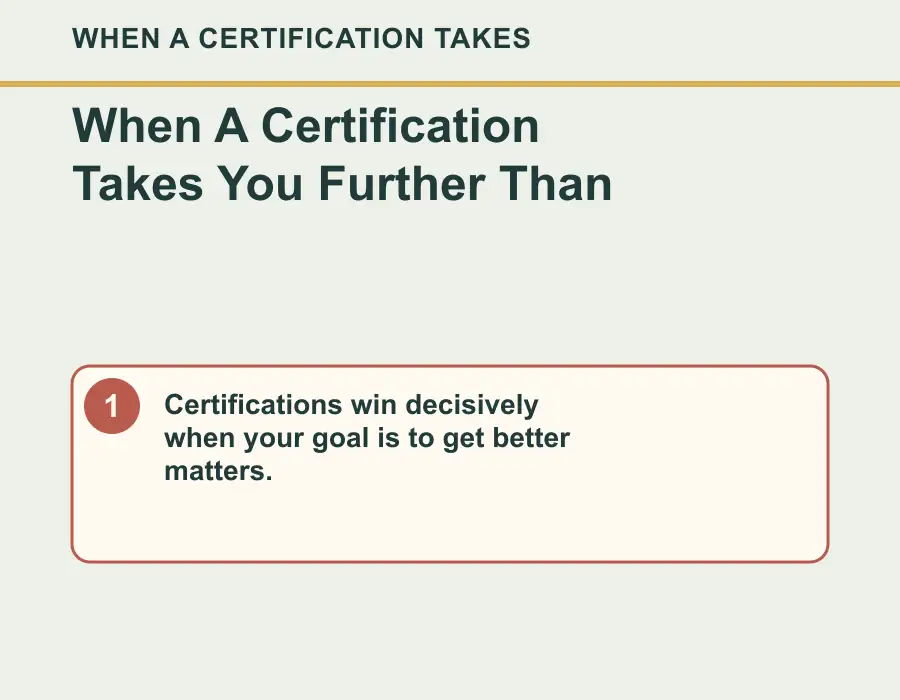 WHEN A CERTIFICATION TAKES
When A Certification
Takes You Further Than
1
Certifications win decisively
when your goal is to get better
matters.